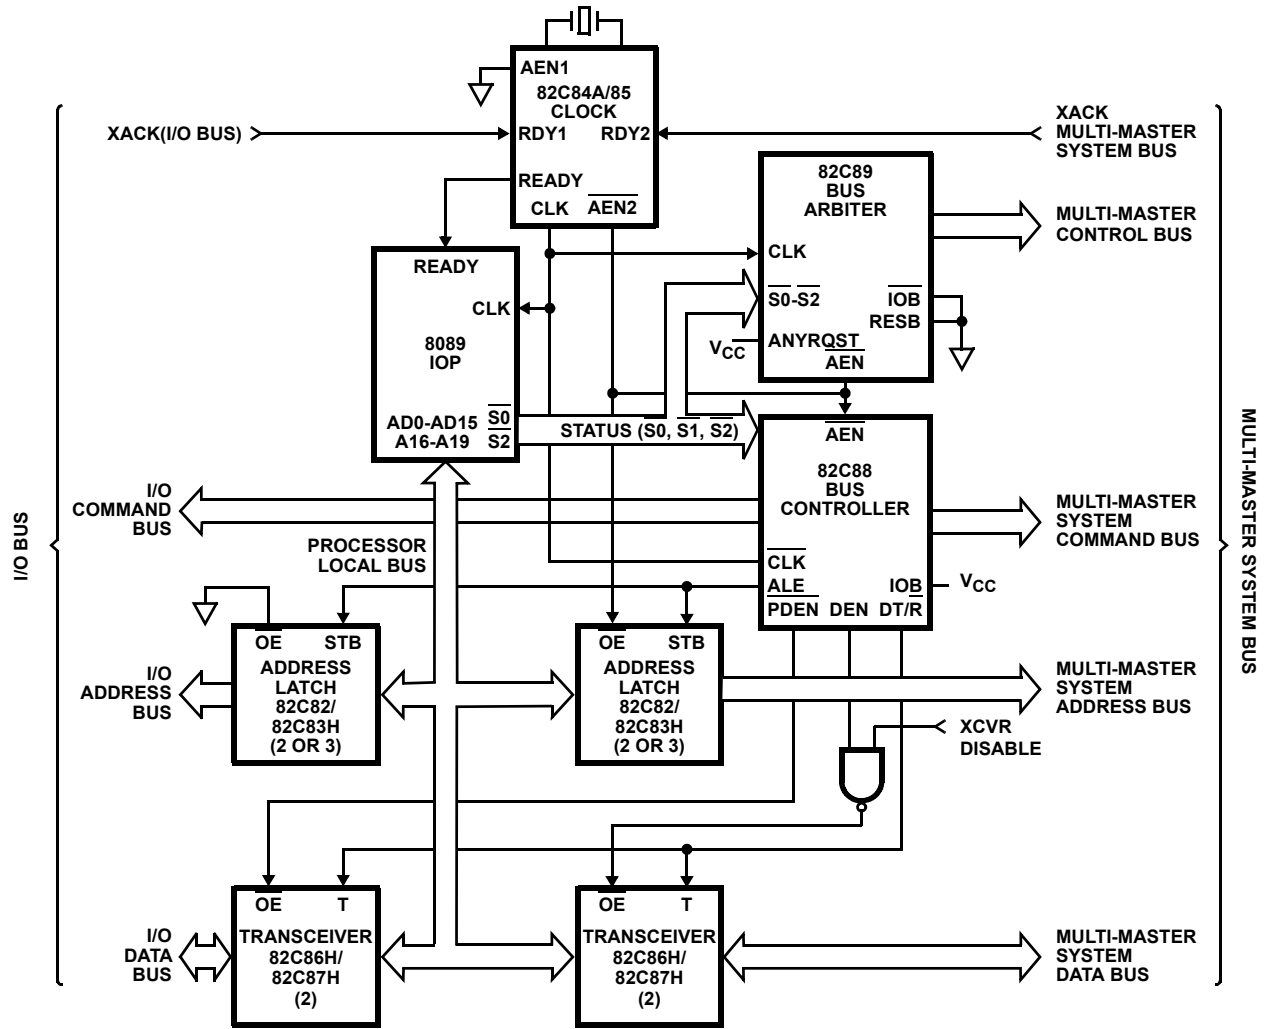 AEN1
82C84A/85
CLOCK
RDY1 RDY2
READY
CLK AEN2
XACK(I/O BUS)
XACK
MULTI-MASTER
SYSTEM BUS
82C89
BUS
ARBITER
CLK
S0-S2
IOB
RESB
ANYRQST
AEN
VCC
MULTI-MASTER
CONTROL BUS
READY
CLK
8089
IOP
AD0-AD15 S0
A16-A19 S2
STATUS (S0, S1, S2)
AEN
82C88
BUS
CONTROLLER
CLK
ALE IOB
PDEN DEN DT/R
VCC
I/O
COMMAND
BUS
MULTI-MASTER
SYSTEM
COMMAND BUS
PROCESSOR
LOCAL BUS
I/O BUS
MULTI-MASTER SYSTEM BUS
OE STB
ADDRESS
LATCH
82C82/
82C83H
(2 OR 3)
OE STB
ADDRESS
LATCH
82C82/
82C83H
(2 OR 3)
I/O
ADDRESS
BUS
MULTI-MASTER
SYSTEM
ADDRESS BUS
XCVR
DISABLE
OE T
TRANSCEIVER
82C86H/
82C87H
(2)
OE T
TRANSCEIVER
82C86H/
82C87H
(2)
I/O
DATA
BUS
MULTI-MASTER
SYSTEM
DATA BUS